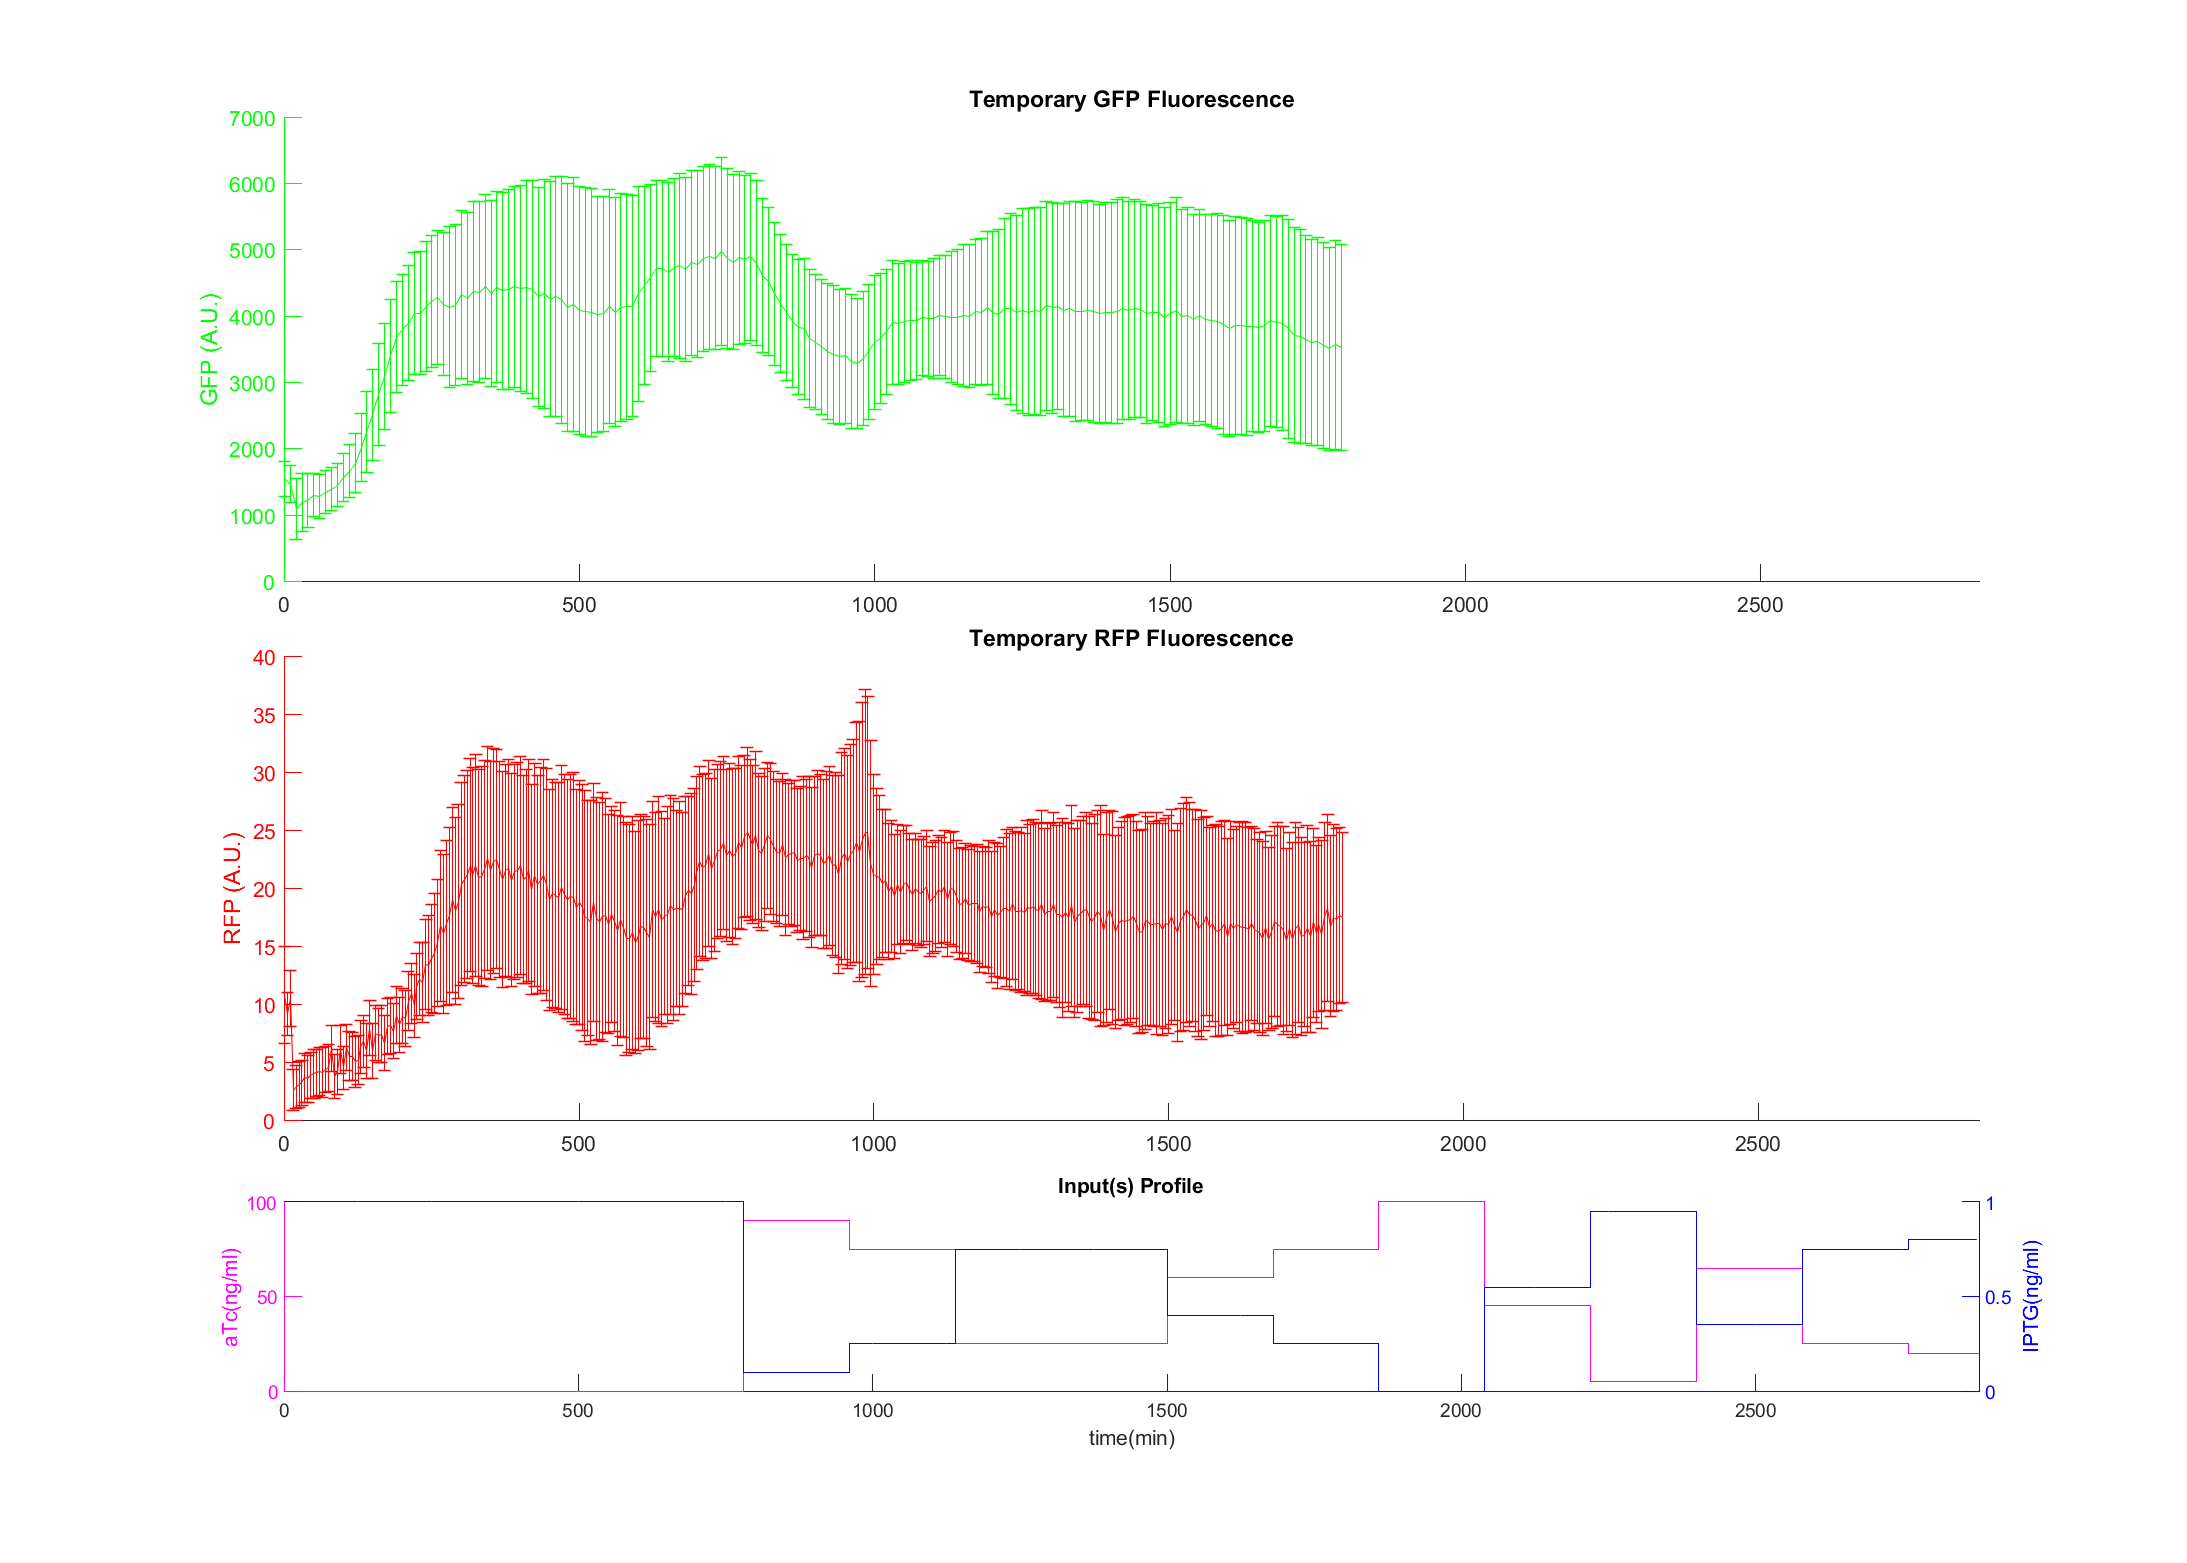 Temporary GFP Fluorescence
7000
6000
5000
4000
3000
2000
1000
0
GFP (A.U.)
0 500 1000 1500 2000 2500
Temporary RFP Fluorescence
40
35
30
25
20
15
10
5
0
RFP (A.U.)
0 500 1000 1500 2000 2500
Input(s) Profile
100
50
0
aTc(ng/ml)
1
0.5
0
IPTG(ng/ml)
0 500 1000 1500 2000 2500
time(min)